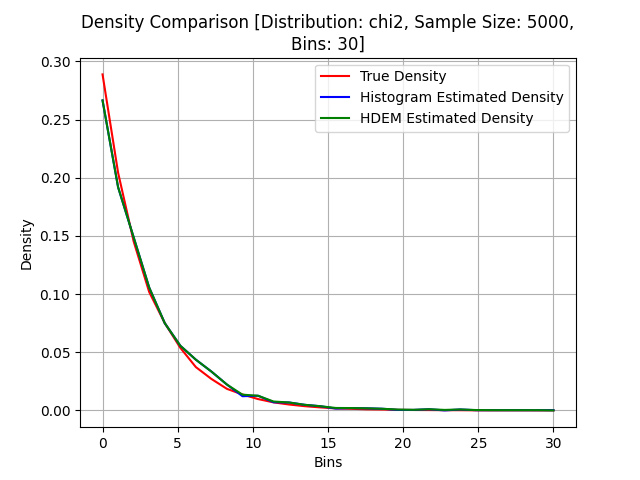 Density Comparison [Distribution: chi2, Sample Size: 5000,
Bins: 30]
True Density
Histogram Estimated Density
HDEM Estimated Density
Density
0.30
0.25
0.20
0.15
0.10
0.05
0.00
0
5
10
15
20
25
30
Bins